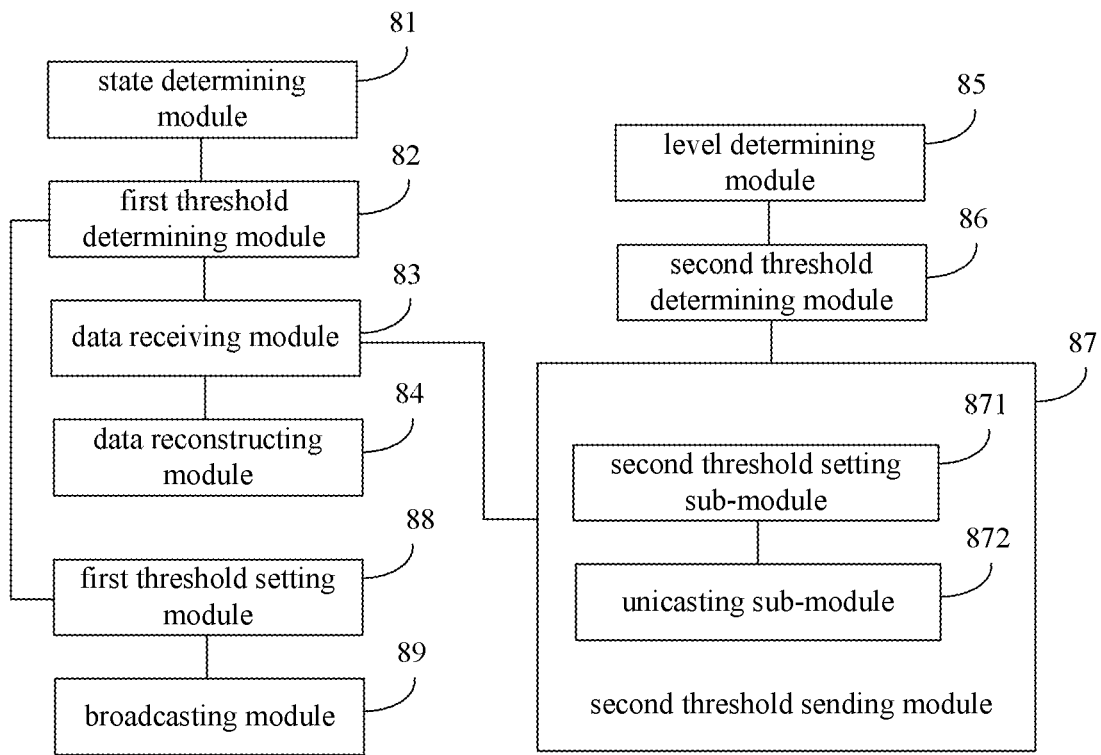 81
state determining
module
82
first threshold
determining module
83
data receiving module
84
data reconstructing
module
88
first threshold setting
module
89
broadcasting module
85
level determining
module
86
second threshold
determining module
87
871
second threshold setting
sub-module
872
unicasting sub-module
second threshold sending module